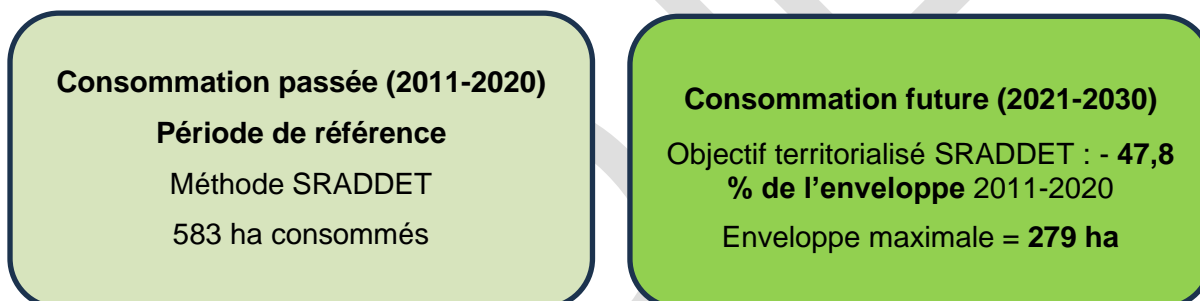 Consommation passée (2011-2020)
Période de référence
Méthode SRADDET
583 ha consommés
Consommation future (2021-2030)
Objectif territorialisé SRADDET : - 47,8
% de l’enveloppe 2011-2020
Enveloppe maximale = 279 ha